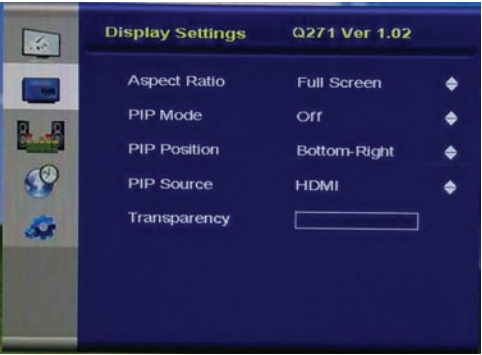 Display Settings Q271 Ver 1.02
Aspect Ratio Full Screen
PIP Mode Off
PIP Position Bottom-Right
PIP Source HDMI
Transparency